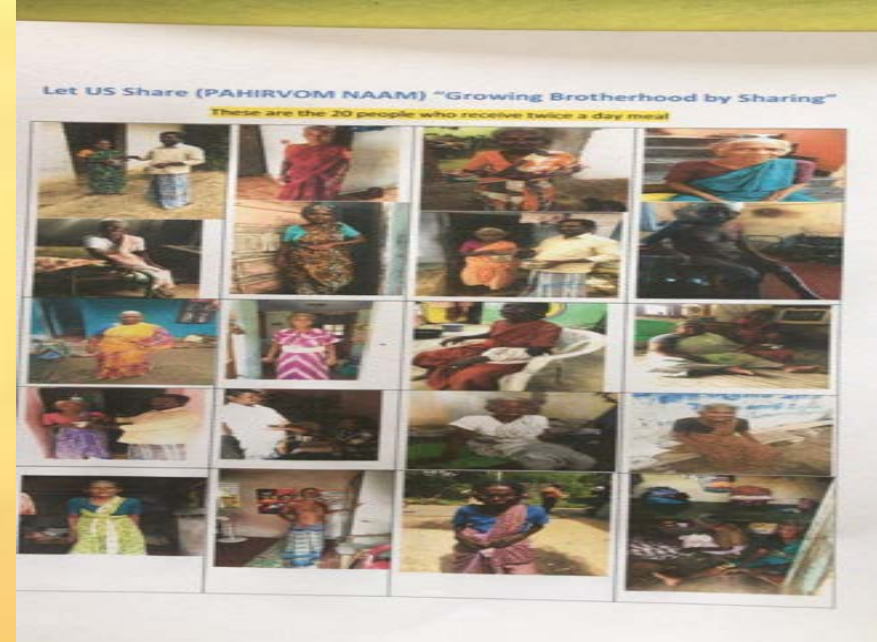 Let US Share (PAHIRVOM NAAM) “Growing Brotherhood by Sharing”
These are the 20 people who receive twice a day meal